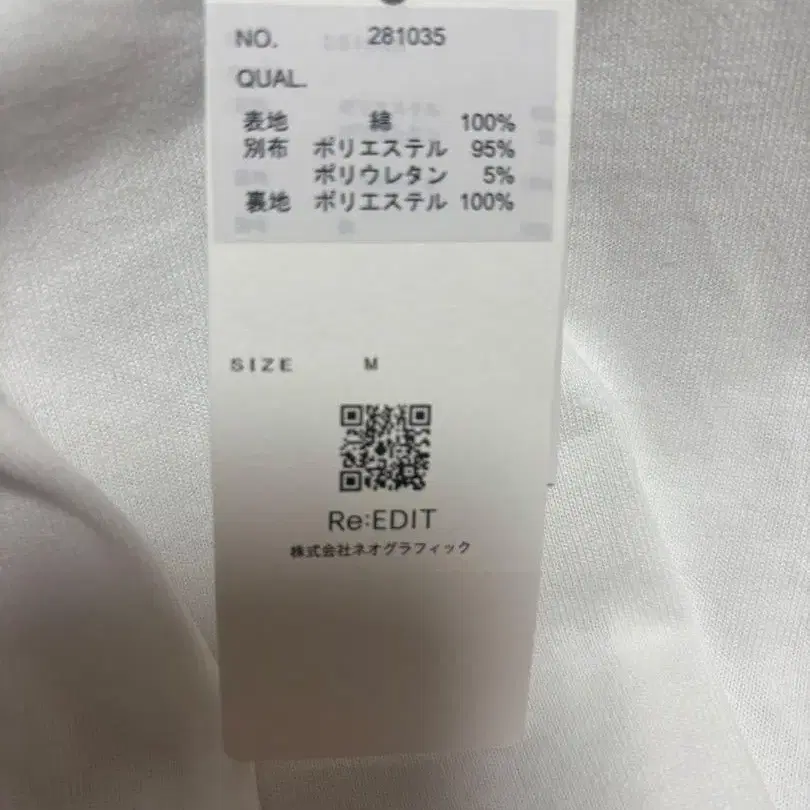 NO. 281035
QUAL.
表地 綿 100%
別布 ポリエステル 95%
ポリウレタン 5%
裏地 ポリエステル 100%
SIZE M
Re:EDIT
株式会社ネオグラフィック